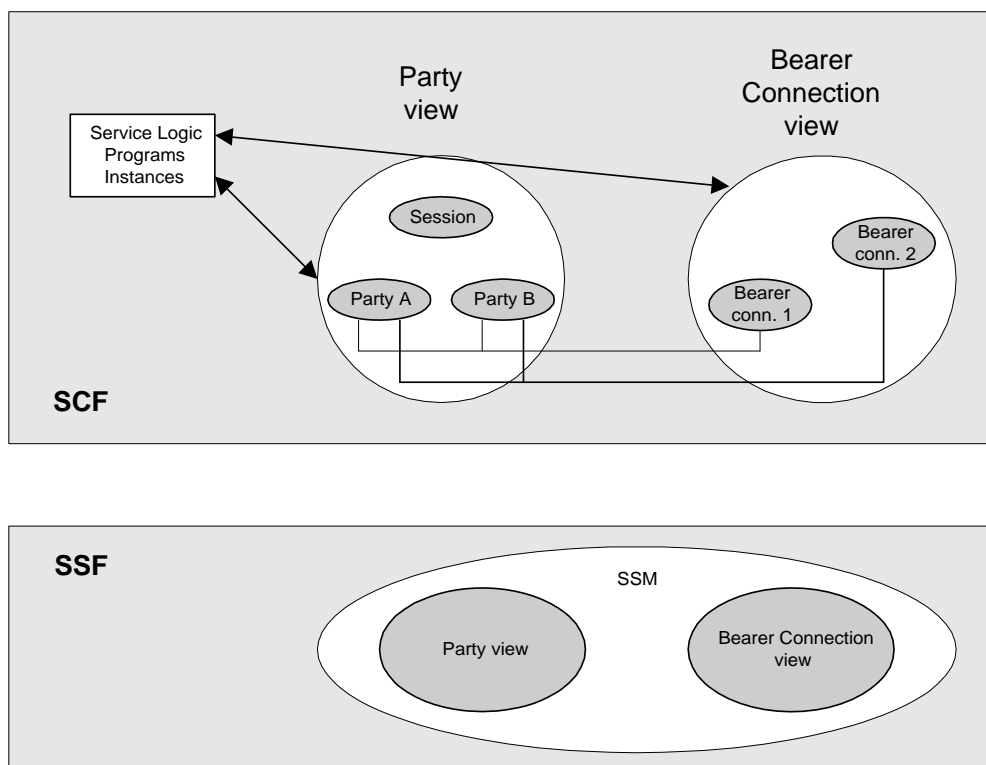 Party
view
Bearer
Connection
view
Service Logic
Programs
Instances
Session
Bearer
conn. 2
Party A
Party B
Bearer
conn. 1
SCF
SSF
SSM
Party view
Bearer Connection
view